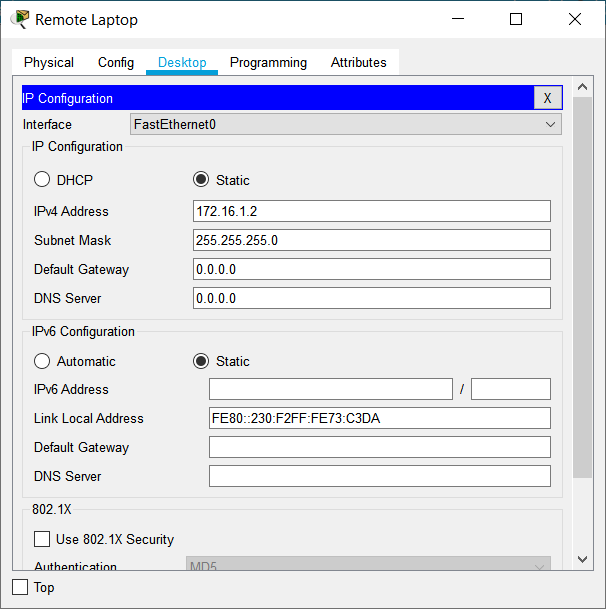 Remote Laptop
Physical Config Desktop Programming Attributes
IP Configuration X
Interface FastEthernet0
IP Configuration
DHCP Static
IPv4 Address 172.16.1.2
Subnet Mask 255.255.255.0
Default Gateway 0.0.0.0
DNS Server 0.0.0.0
IPv6 Configuration
Automatic Static
IPv6 Address /
Link Local Address FE80::230:F2FF:FE73:C3DA
Default Gateway
DNS Server
802.1X
Use 802.1X Security
Authentication MD5
Top